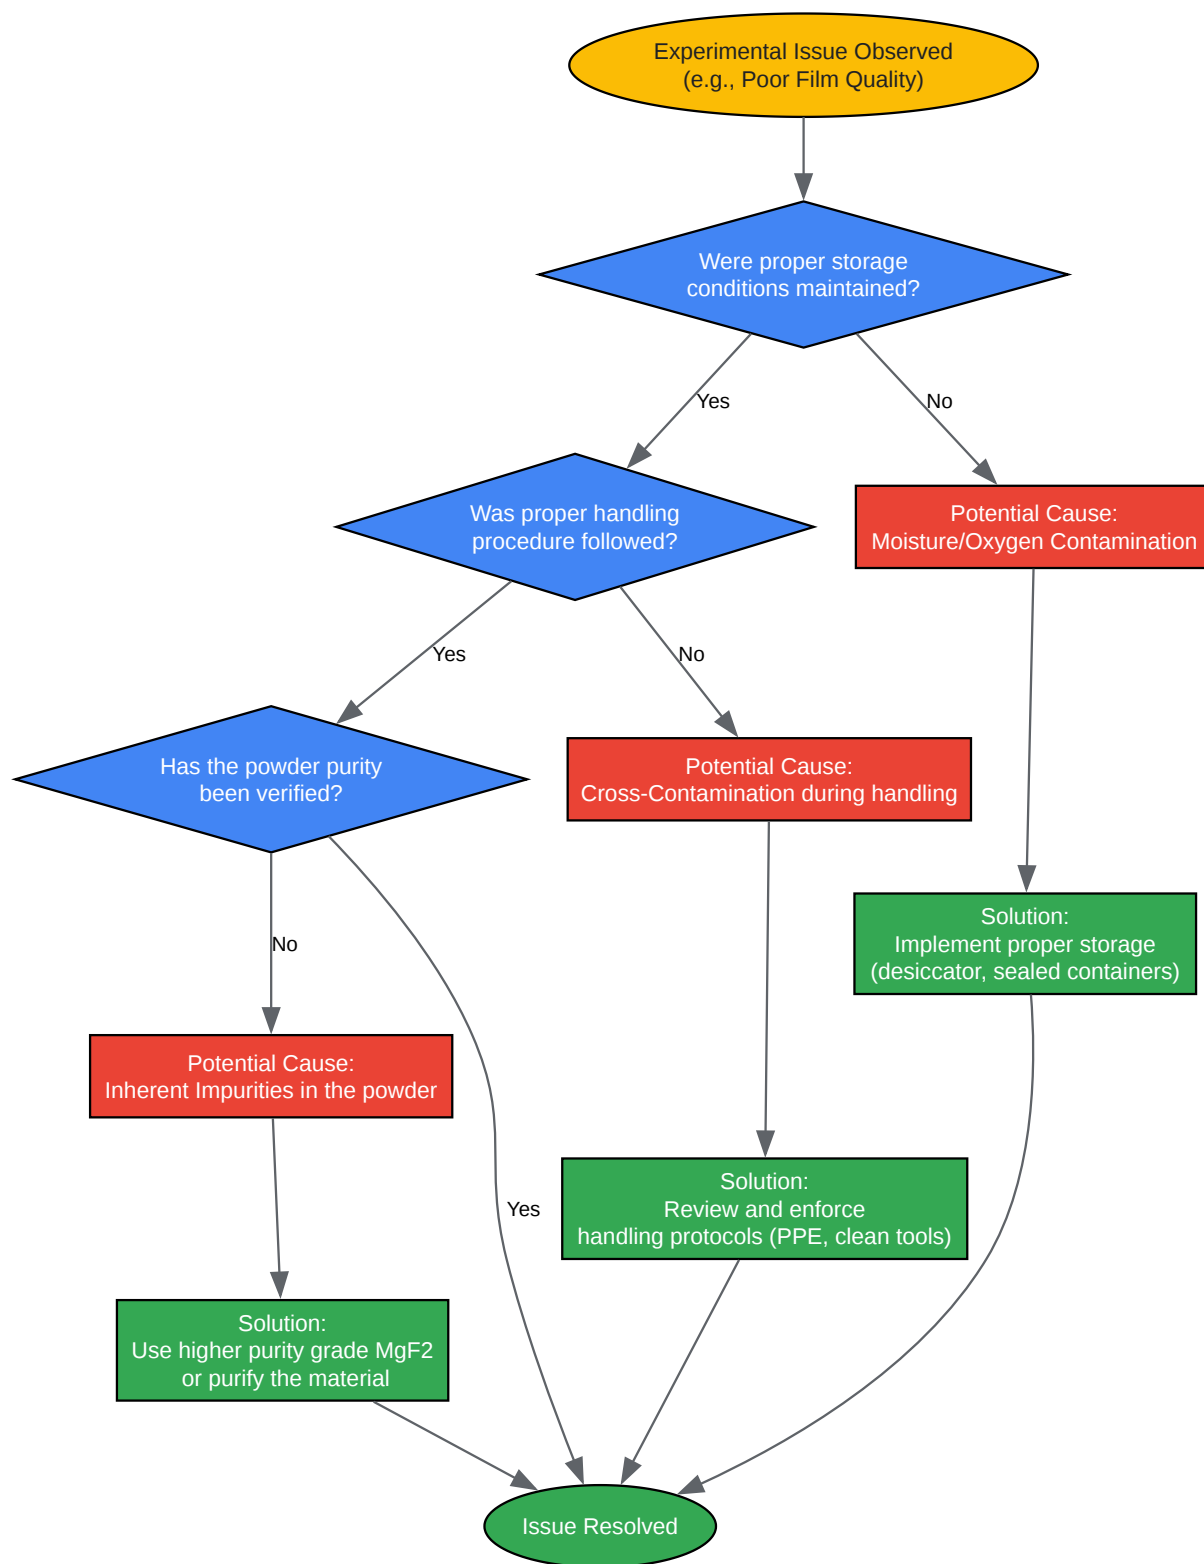 Experimental Issue Observed
(e.g., Poor Film Quality)
Were proper storage
conditions maintained?
Yes
No
Was proper handling
procedure followed?
Potential Cause:
Moisture/Oxygen Contamination
Yes
No
Has the powder purity
been verified?
Potential Cause:
Cross-Contamination during handling
Solution:
Implement proper storage
(desiccator, sealed containers)
No
Potential Cause:
Inherent Impurities in the powder
Yes
Solution:
Review and enforce
handling protocols (PPE, clean tools)
Solution:
Use higher purity grade MgF2
or purify the material
Issue Resolved